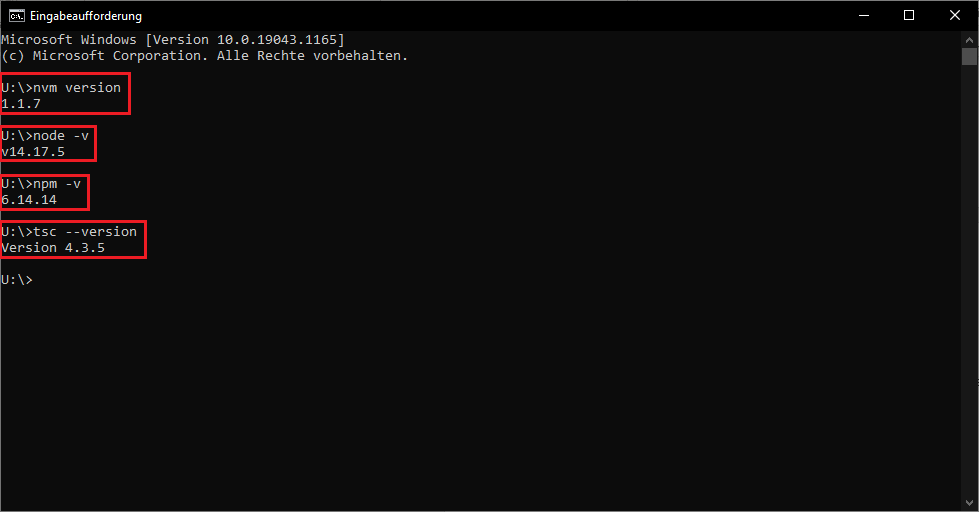 Eingabeaufforderung
Microsoft Windows [Version 10.0.19043.1165]
(c) Microsoft Corporation. Alle Rechte vorbehalten.
U:\>nvm version
1.1.7
U:\>node -v
v14.17.5
U:\>npm -v
6.14.14
U:\>tsc --version
Version 4.3.5
U:\>